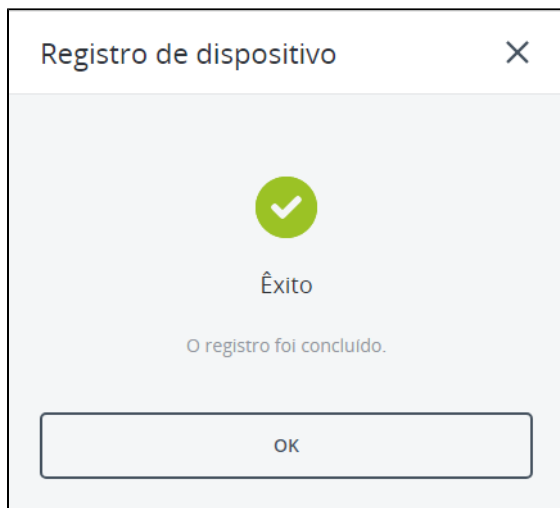 Registro de dispositivo
Êxito
O registro foi concluído.
OK